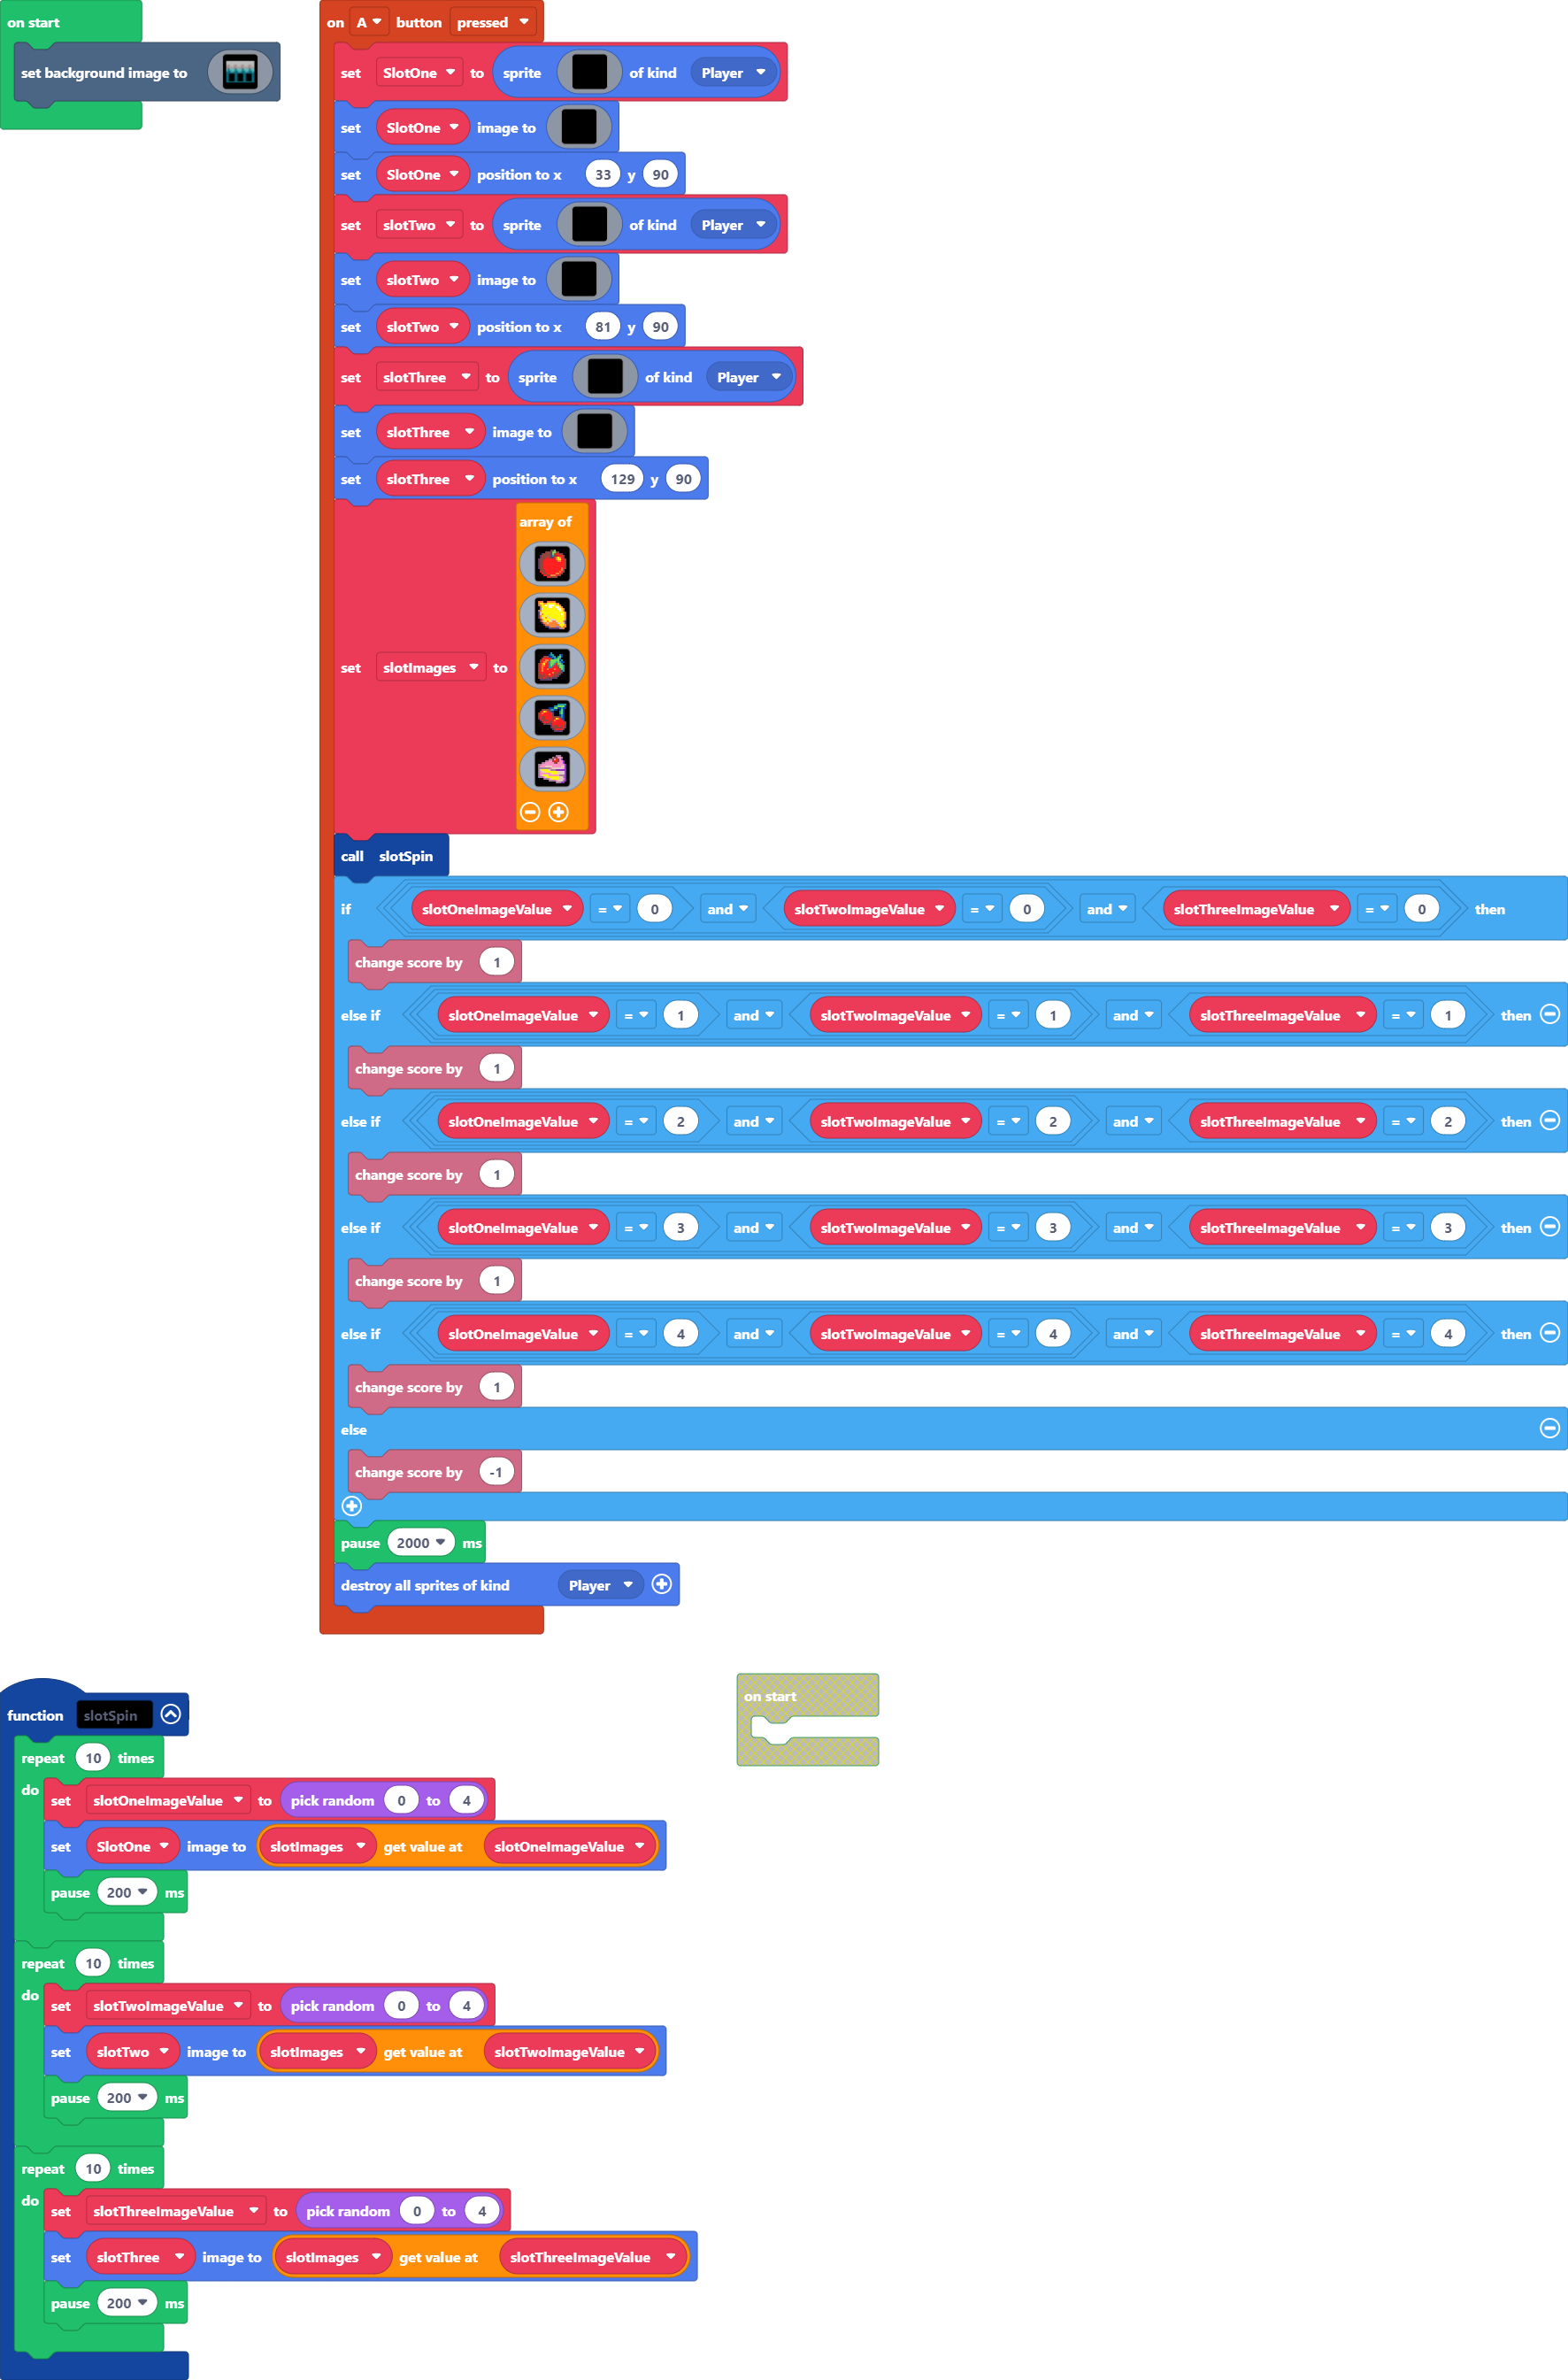 on start
set background image to
on A button pressed
set SlotOne to sprite of kind Player
set SlotOne image to
set SlotOne position to x 33 y 90
set slotTwo to sprite of kind Player
set slotTwo image to
set slotTwo position to x 81 y 90
set slotThree to sprite of kind Player
set slotThree image to
set slotThree position to x 129 y 90
array of
set slotImages to
call slotSpin
if slotOneImageValue = 0 and slotTwoImageValue = 0 and slotThreeImageValue = 0 then
change score by 1
else if slotOneImageValue = 1 and slotTwoImageValue = 1 and slotThreeImageValue = 1 then
change score by 1
else if slotOneImageValue = 2 and slotTwoImageValue = 2 and slotThreeImageValue = 2 then
change score by 1
else if slotOneImageValue = 3 and slotTwoImageValue = 3 and slotThreeImageValue = 3 then
change score by 1
else if slotOneImageValue = 4 and slotTwoImageValue = 4 and slotThreeImageValue = 4 then
change score by 1
else
change score by -1
pause 2000 ms
destroy all sprites of kind Player
function slotSpin
repeat 10 times
do
set slotOneImageValue to pick random 0 to 4
set SlotOne image to slotImages get value at slotOneImageValue
pause 200 ms
repeat 10 times
do
set slotTwoImageValue to pick random 0 to 4
set slotTwo image to slotImages get value at slotTwoImageValue
pause 200 ms
repeat 10 times
do
set slotThreeImageValue to pick random 0 to 4
set slotThree image to slotImages get value at slotThreeImageValue
pause 200 ms
on start